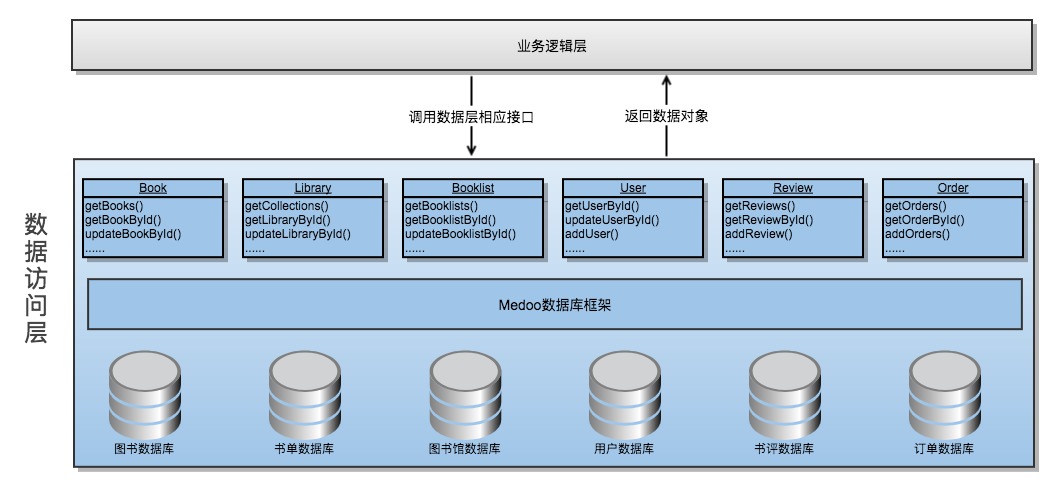 业务逻辑层
调用数据层相应接口
返回数据对象
数据访问层
Book
getBooks()
getBookById()
updateBookById()
......
Library
getCollections()
getLibraryById()
updateLibraryById()
......
Booklist
getBooklists()
getBooklistById()
updateBooklistById()
......
User
getUserById()
updateUserById()
addUser()
......
Review
getReviews()
getReviewById()
addReview()
......
Order
getOrders()
getOrderById()
addOrders()
......
Medoo数据库框架
图书数据库
书单数据库
图书馆数据库
用户数据库
书评数据库
订单数据库